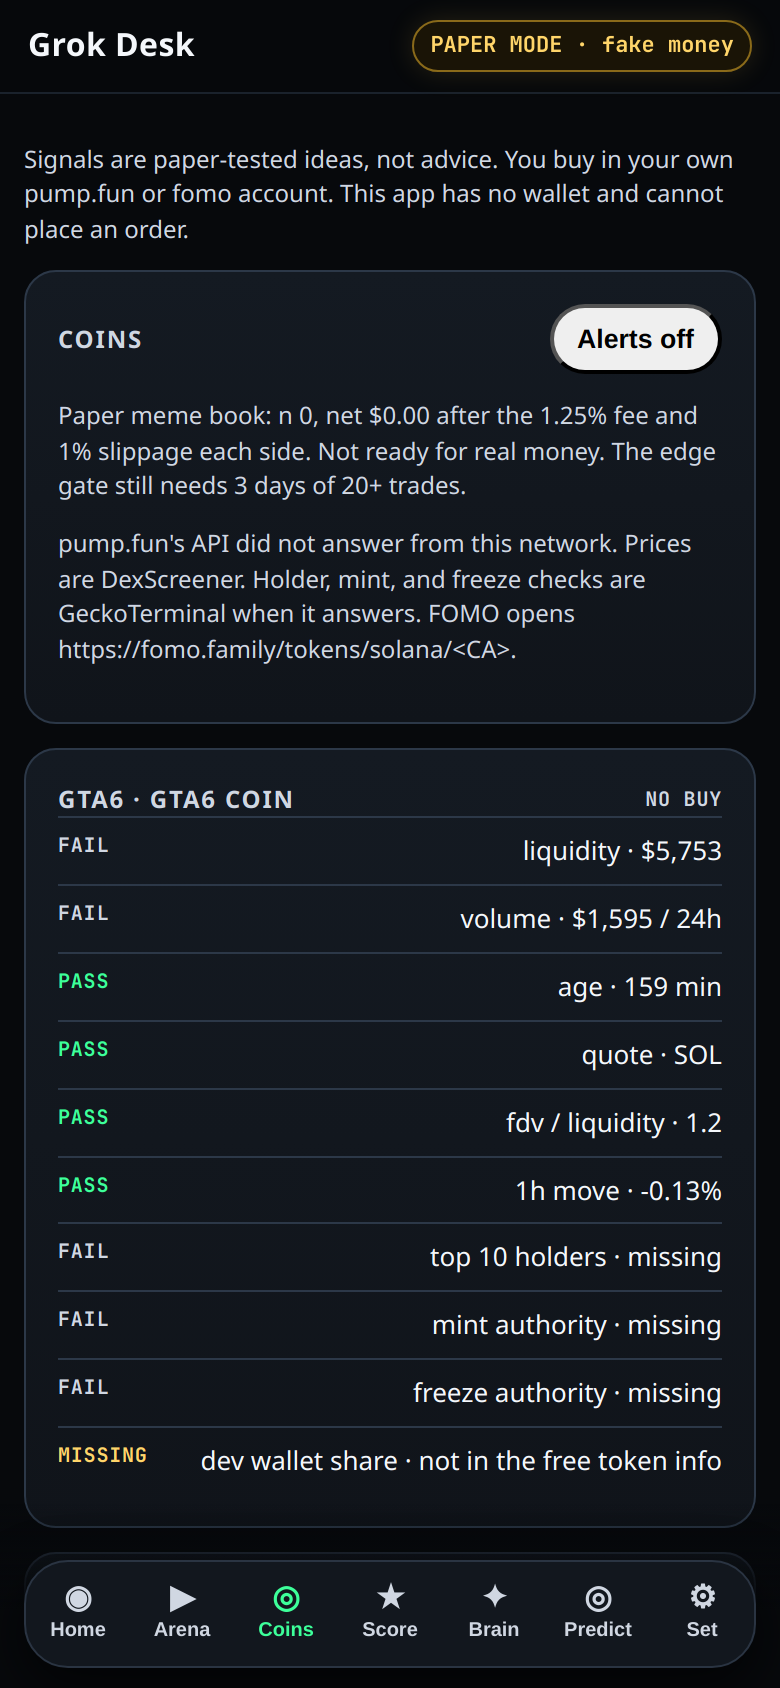 Grok Desk
PAPER MODE · fake money
Signals are paper-tested ideas, not advice. You buy in your own
pump.fun or fomo account. This app has no wallet and cannot
place an order.
COINS
Alerts off
Paper meme book: n 0, net $0.00 after the 1.25% fee and
1% slippage each side. Not ready for real money. The edge
gate still needs 3 days of 20+ trades.
pump.fun's API did not answer from this network. Prices
are DexScreener. Holder, mint, and freeze checks are
GeckoTerminal when it answers. FOMO opens
https://fomo.family/tokens/solana/<CA>.
GTA6 · GTA6 COIN
NO BUY
FAIL liquidity · $5,753
FAIL volume · $1,595 / 24h
PASS age · 159 min
PASS quote · SOL
PASS fdv / liquidity · 1.2
PASS 1h move · -0.13%
FAIL top 10 holders · missing
FAIL mint authority · missing
FAIL freeze authority · missing
MISSING dev wallet share · not in the free token info
Home Arena Coins Score Brain Predict Set